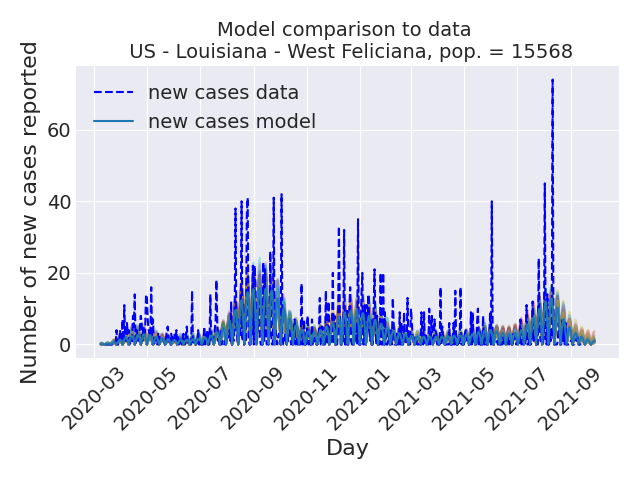 Model comparison to data
US - Louisiana - West Feliciana, pop. = 15568
Number of new cases reported
new cases data
new cases model
60
40
20
0
2020-03
2020-05
2020-07
2020-09
2020-11
2021-01
2021-03
2021-05
2021-07
2021-09
Day